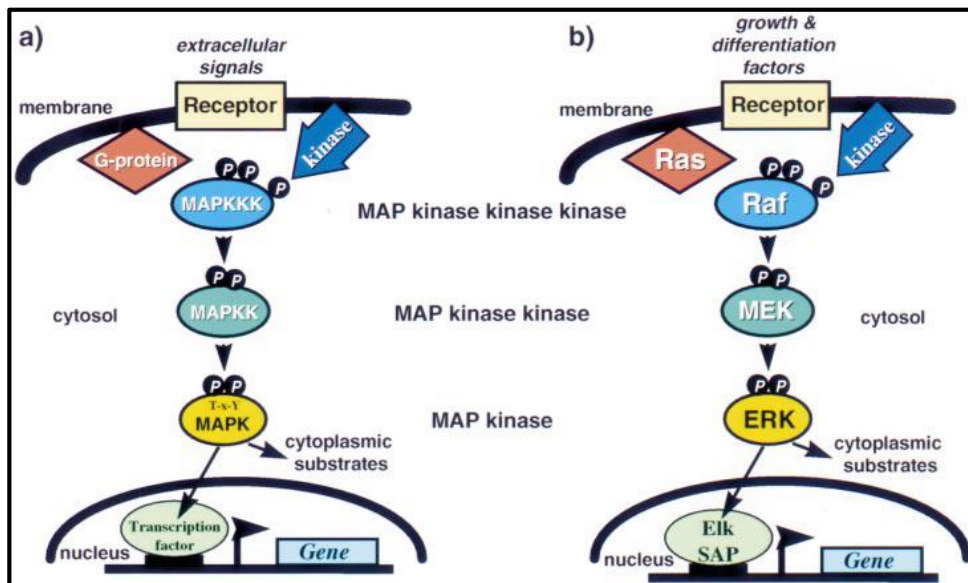 a)
extracellular
signals
membrane
Receptor
G-protein
kinase
P P
P
MAPKKK
P P
cytosol
MAPKK
P P
T-x-Y
MAPK
cytoplasmic
substrates
Transcription
factor
nucleus
Gene
MAP kinase kinase kinase
MAP kinase kinase
MAP kinase
b)
growth &
differentiation
factors
membrane
Receptor
Ras
kinase
P P
P
Raf
P P
MEK
cytosol
P P
ERK
cytoplasmic
substrates
Elk
SAP
nucleus
Gene